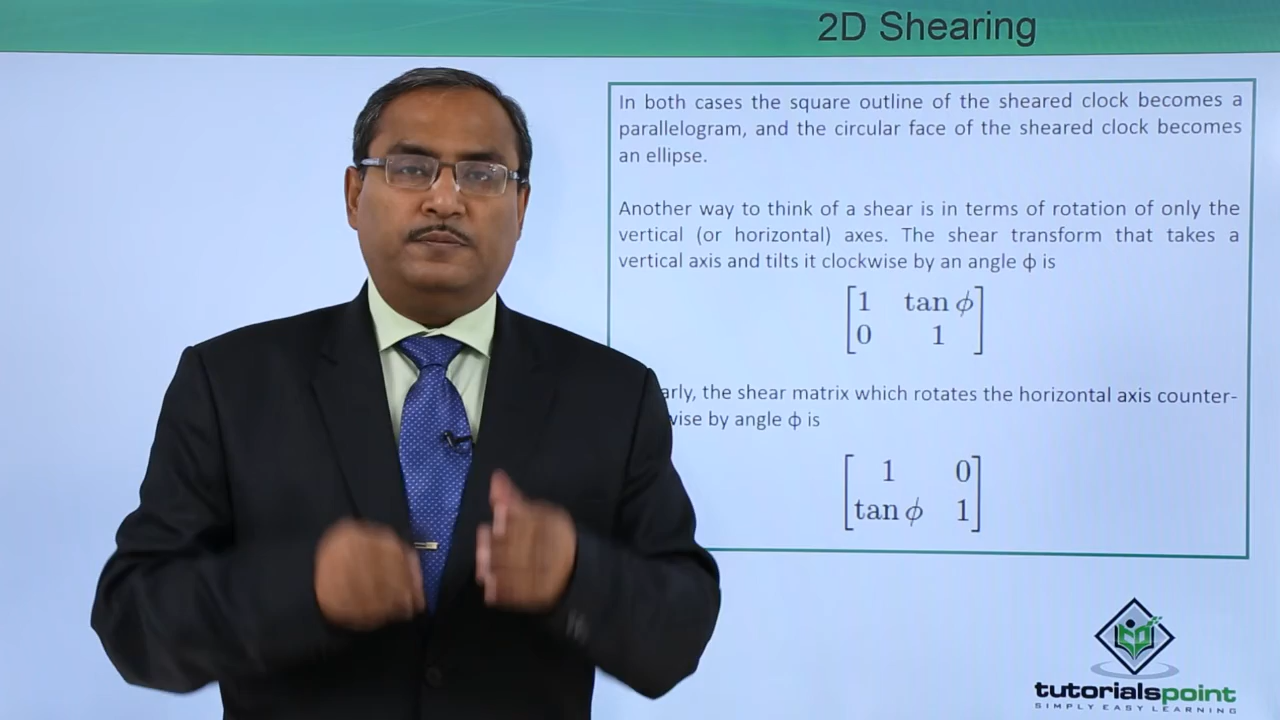 2D Shearing
In both cases the square outline of the sheared clock becomes a
parallelogram, and the circular face of the sheared clock becomes
an ellipse.
Another way to think of a shear is in terms of rotation of only the
vertical (or horizontal) axes. The shear transform that takes a
vertical axis and tilts it clockwise by an angle ϕ is
[1 tan ϕ]
[0 1]
arly, the shear matrix which rotates the horizontal axis counter-
wise by angle ϕ is
[1 0]
[tan ϕ 1]
tutorialspoint
SIMPLY EASY LEARNING